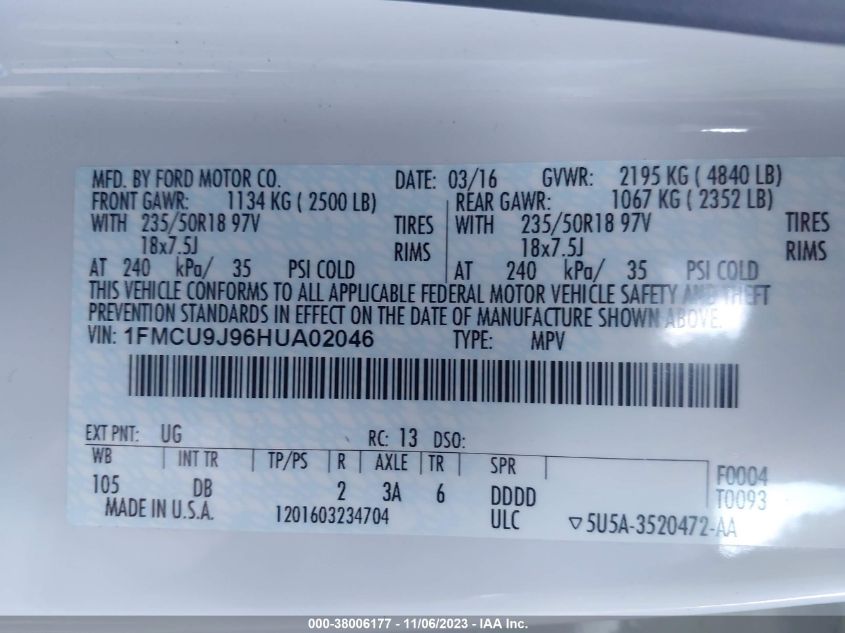 MFD. BY FORD MOTOR CO. DATE: 03/16 GVWR: 2195 KG ( 4840 LB)
FRONT GAWR: 1134 KG ( 2500 LB) REAR GAWR: 1067 KG ( 2352 LB)
WITH 235/50R18 97V TIRES WITH 235/50R18 97V TIRES
18x7.5J RIMS 18x7.5J RIMS
AT 240 kPa/ 35 PSI COLD AT 240 kPa/ 35 PSI COLD
THIS VEHICLE CONFORMS TO ALL APPLICABLE FEDERAL MOTOR VEHICLE SAFETY AND THEFT
PREVENTION STANDARDS IN EFFECT ON THE DATE OF MANUFACTURE SHOWN ABOVE.
VIN: 1FMCU9J96HUA02046 TYPE: MPV
EXT PNT: UG RC: 13 DSO:
WB INT TR TP/PS R AXLE TR SPR
105 DB 2 3A 6 DDDD
F0004
T0093
MADE IN U.S.A. 1201603234704 ULC ▽5U5A-3520472-AA
000-38006177 - 11/06/2023 - Copyright © 2023 - IAA Inc.